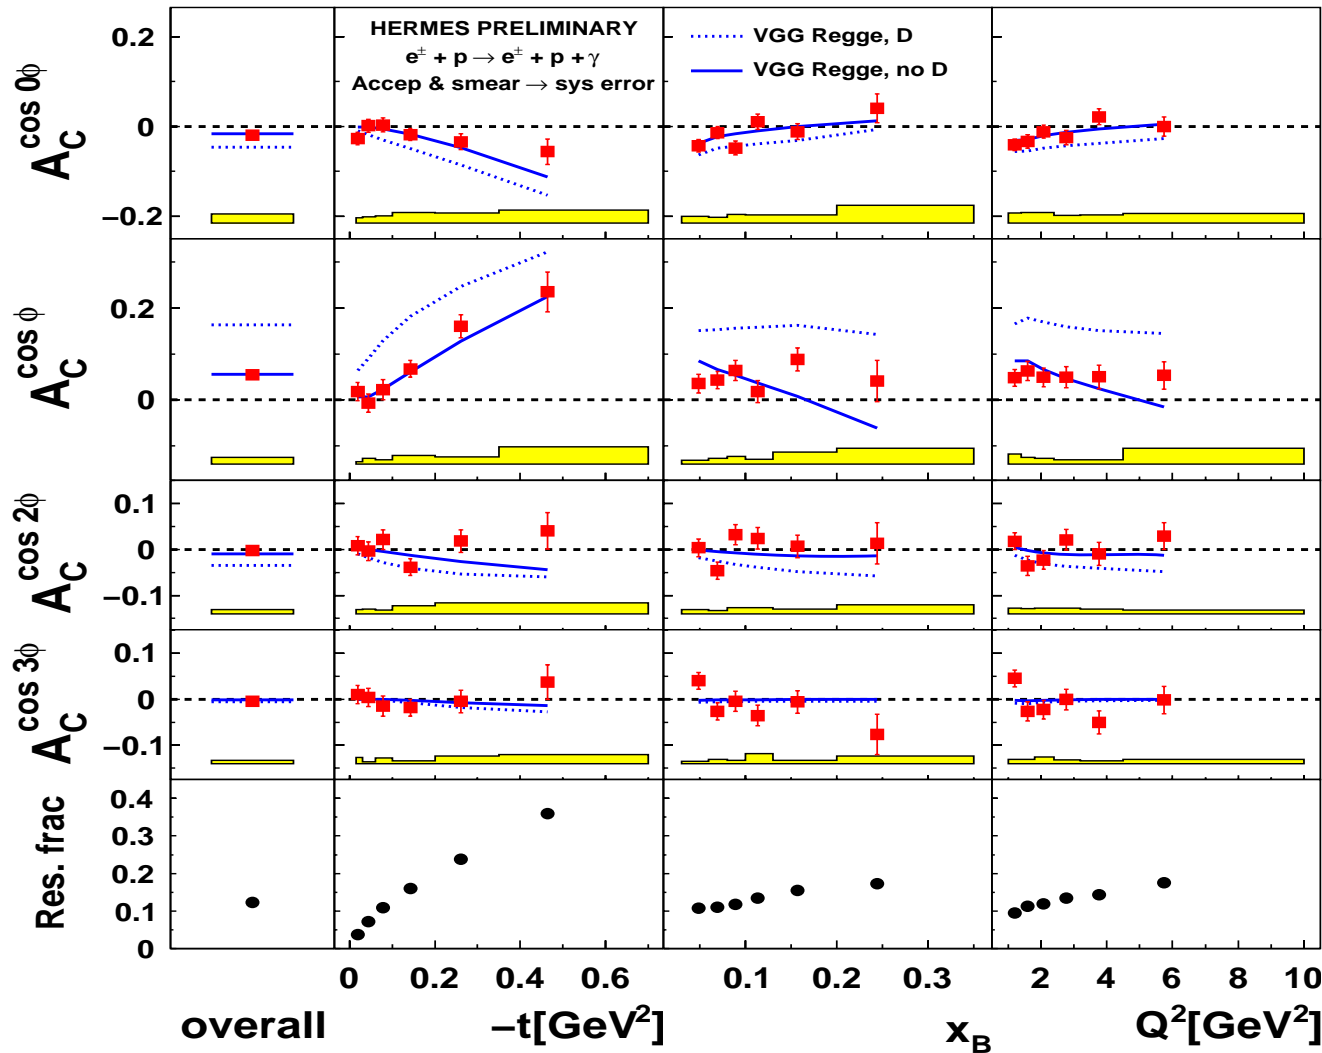 HERMES PRELIMINARY
e± + p → e± + p + γ
Accep & smear → sys error
VGG Regge, D
VGG Regge, no D
A_C^cos 0ϕ
0.2
0
−0.2
A_C^cos ϕ
0.2
0
A_C^cos 2ϕ
0.1
0
−0.1
A_C^cos 3ϕ
0.1
0
−0.1
Res. frac
0.4
0.3
0.2
0.1
0
0 0.2 0.4 0.6
0.1 0.2 0.3
2 4 6 8 10
overall
−t[GeV²]
x_B
Q²[GeV²]